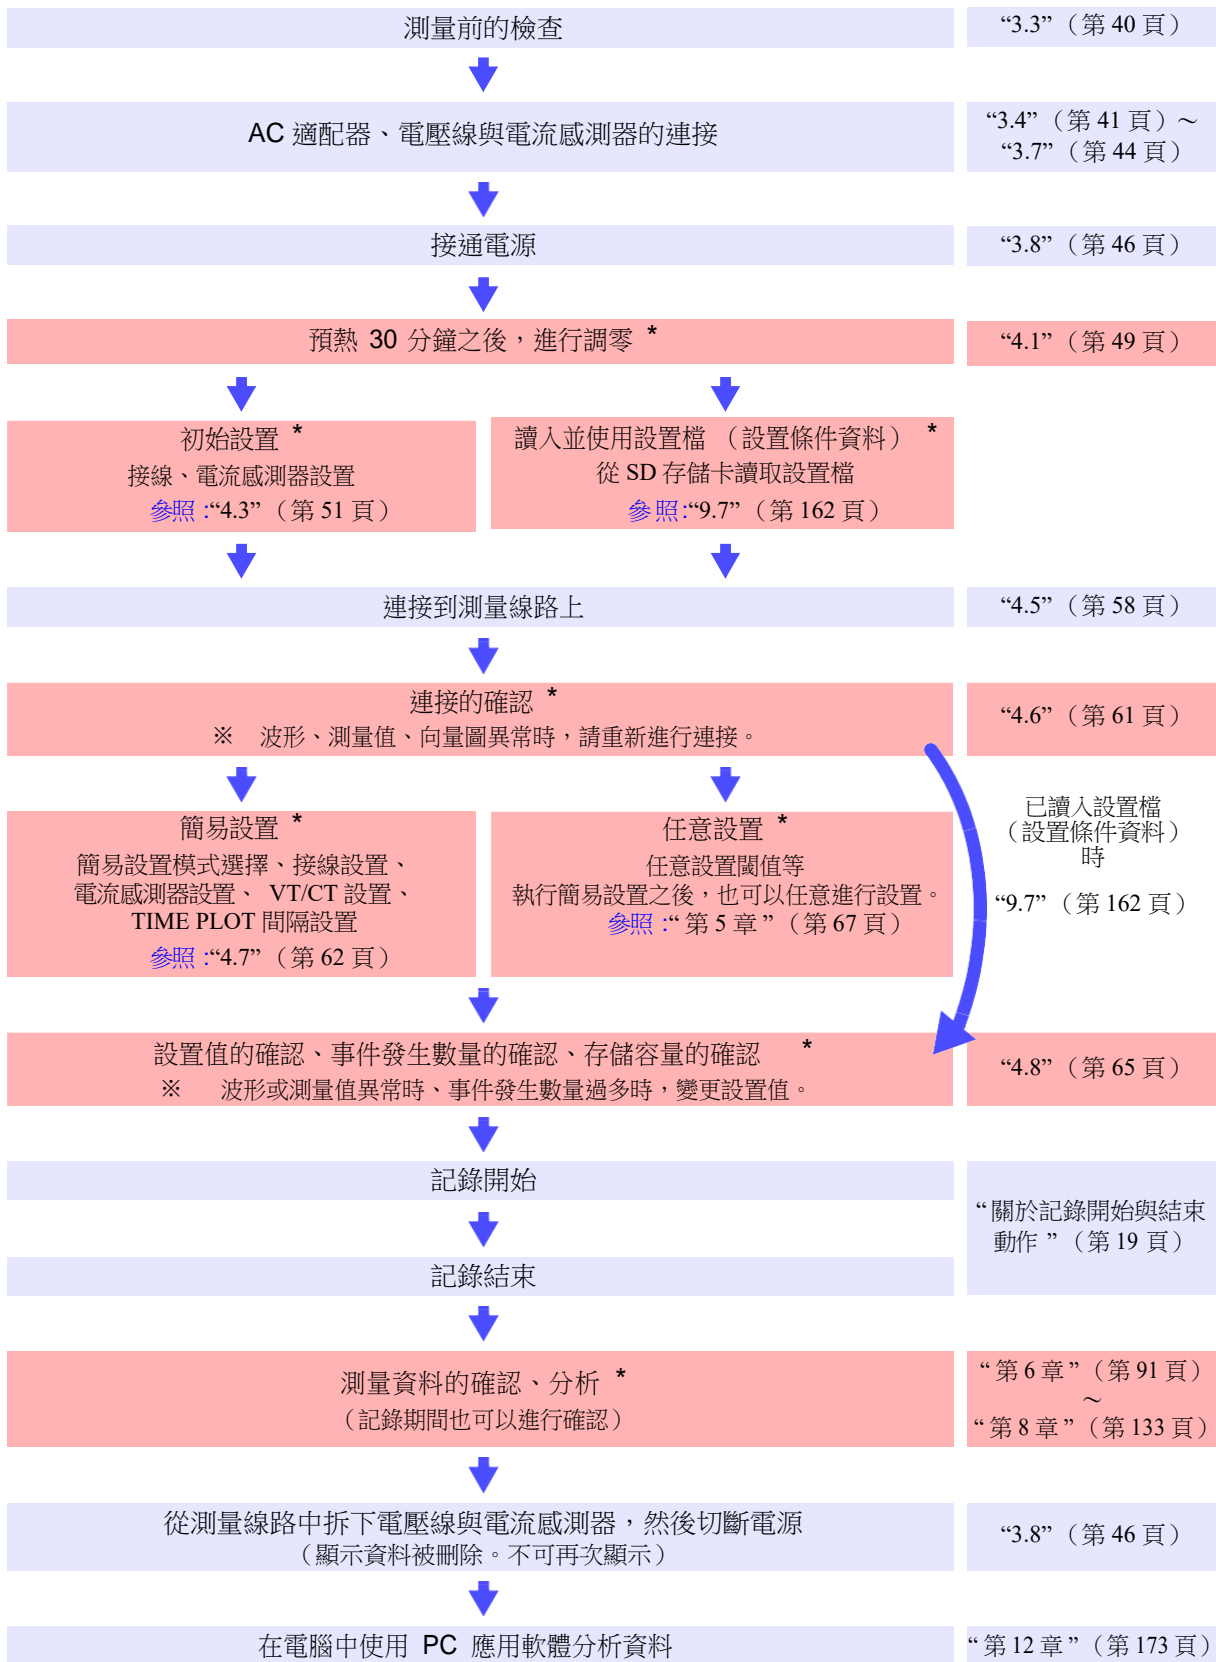 測量前的檢查
“3.3”（第 40 頁）
AC 適配器、電壓線與電流感測器的連接
“3.4”（第 41 頁）～
“3.7”（第 44 頁）
接通電源
“3.8”（第 46 頁）
預熱 30 分鐘之後，進行調零 *
“4.1”（第 49 頁）
初始設置 *
接線、電流感測器設置
參照 :“4.3”（第 51 頁）
讀入並使用設置檔 （設置條件資料） *
從 SD 存儲卡讀取設置檔
參照:“9.7”（第 162 頁）
連接到測量線路上
“4.5”（第 58 頁）
連接的確認 *
※ 波形、測量值、向量圖異常時，請重新進行連接。
“4.6”（第 61 頁）
簡易設置 *
簡易設置模式選擇、接線設置、
電流感測器設置、 VT/CT 設置、
TIME PLOT 間隔設置
參照 :“4.7”（第 62 頁）
任意設置 *
任意設置閾值等
執行簡易設置之後，也可以任意進行設置。
參照 :“ 第 5 章 ”（第 67 頁）
已讀入設置檔
（設置條件資料）
時
“9.7”（第 162 頁）
設置值的確認、事件發生數量的確認、存儲容量的確認 *
※ 波形或測量值異常時、事件發生數量過多時，變更設置值。
“4.8”（第 65 頁）
記錄開始
“ 關於記錄開始與結束
動作 ”（第 19 頁）
記錄結束
測量資料的確認、分析 *
（記錄期間也可以進行確認）
“ 第 6 章 ”（第 91 頁）
～
“ 第 8 章 ”（第 133 頁）
從測量線路中拆下電壓線與電流感測器，然後切斷電源
（顯示資料被刪除。不可再次顯示）
“3.8”（第 46 頁）
在電腦中使用 PC 應用軟體分析資料
“ 第 12 章 ”（第 173 頁）